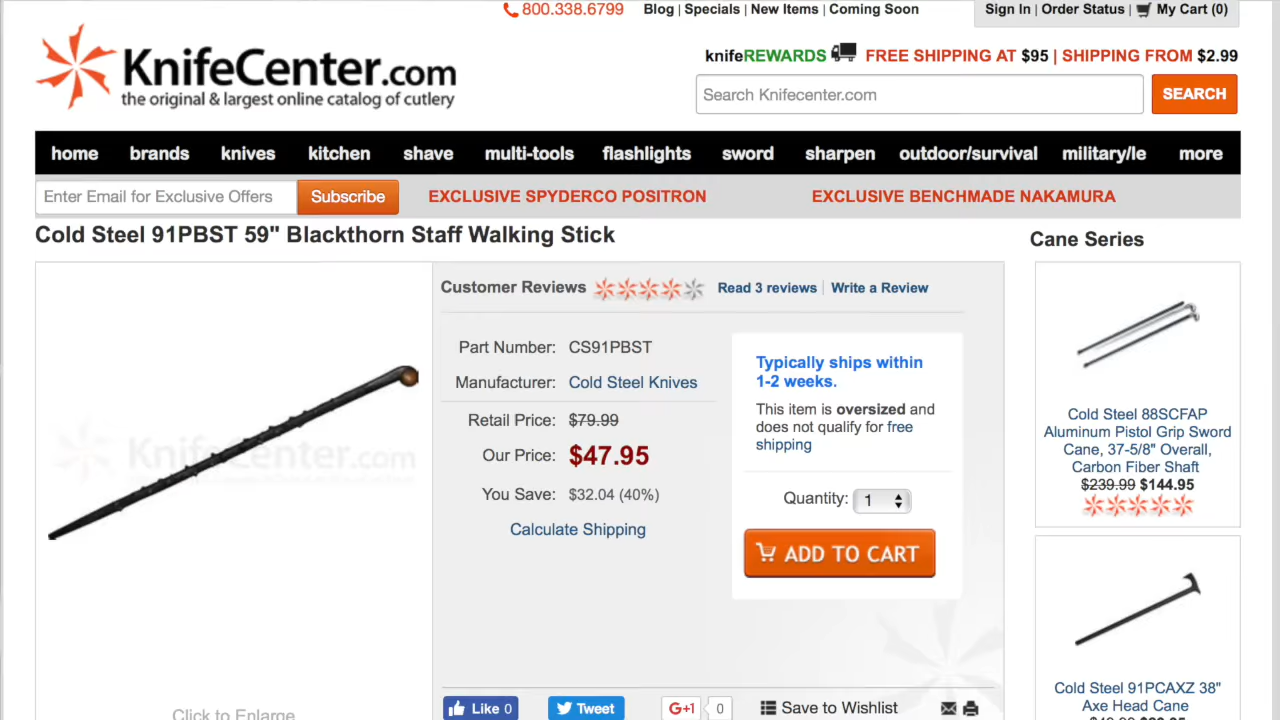 800.338.6799 Blog | Specials | New Items | Coming Soon Sign In | Order Status | My Cart (0)
KnifeCenter.com
the original & largest online catalog of cutlery
knifeREWARDS FREE SHIPPING AT $95 | SHIPPING FROM $2.99
Search Knifecenter.com SEARCH
home brands knives kitchen shave multi-tools flashlights sword sharpen outdoor/survival military/le more
Enter Email for Exclusive Offers Subscribe EXCLUSIVE SPYDERCO POSITRON EXCLUSIVE BENCHMADE NAKAMURA
Cold Steel 91PBST 59" Blackthorn Staff Walking Stick
KnifeCenter.com
Click to Enlarge
Customer Reviews Read 3 reviews | Write a Review
Part Number: CS91PBST
Manufacturer: Cold Steel Knives
Retail Price: $79.99
Our Price: $47.95
You Save: $32.04 (40%)
Calculate Shipping
Typically ships within
1-2 weeks.
This item is oversized and
does not qualify for free
shipping
Quantity: 1
ADD TO CART
Like 0 Tweet G+1 0 Save to Wishlist
Cane Series
Cold Steel 88SCFAP
Aluminum Pistol Grip Sword
Cane, 37-5/8" Overall,
Carbon Fiber Shaft
$239.99 $144.95
Cold Steel 91PCAXZ 38"
Axe Head Cane